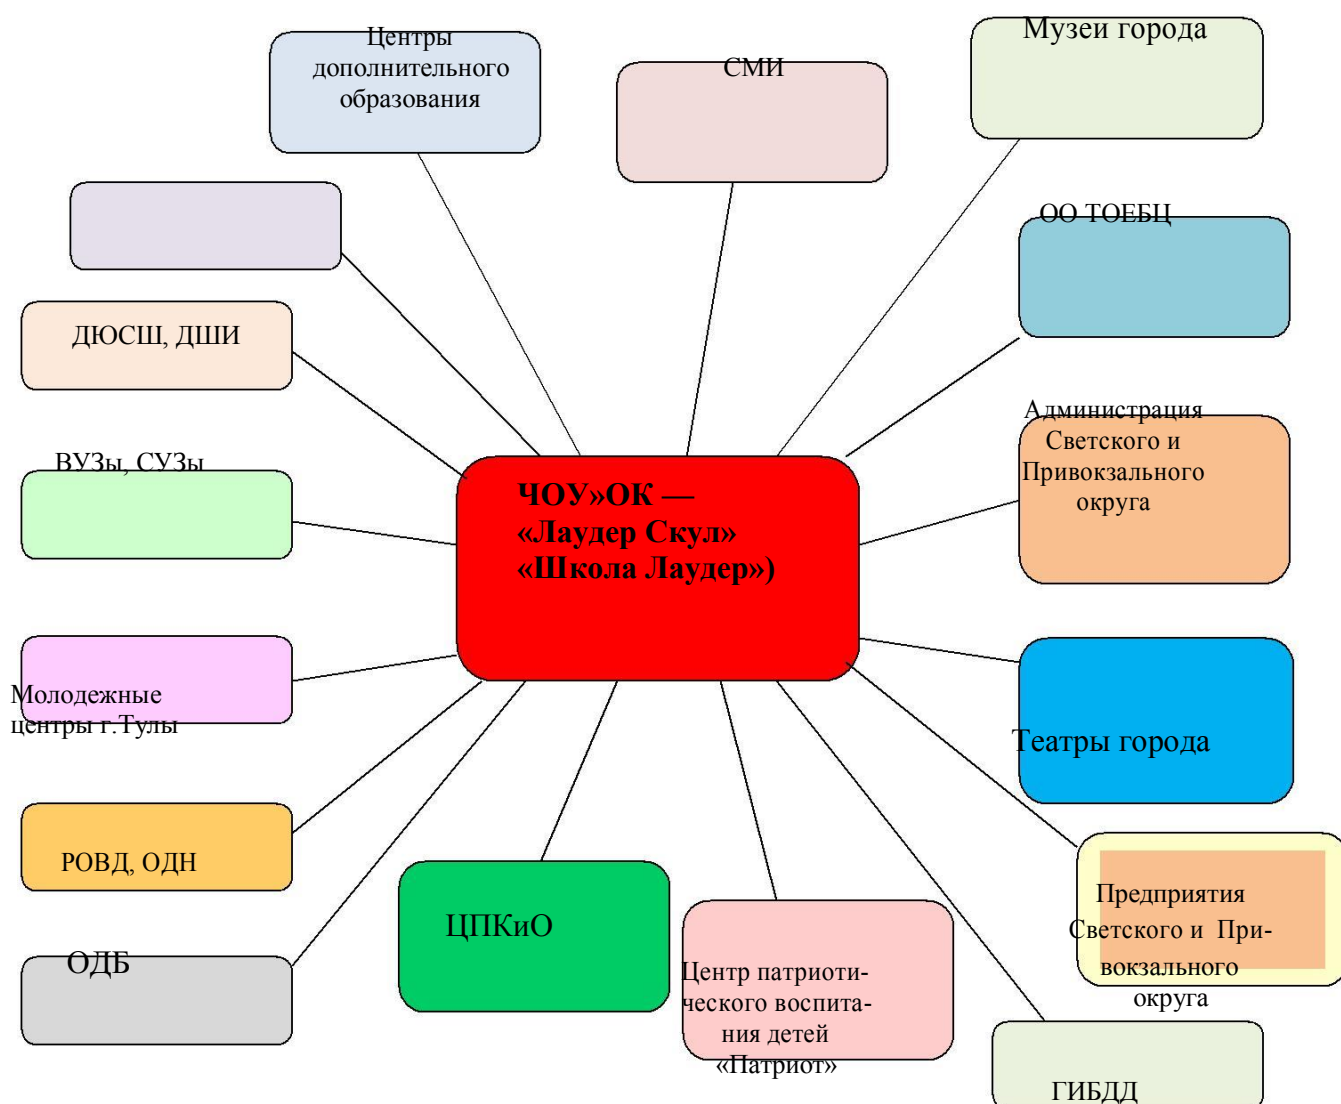 Центры
дополнительного
образования
СМИ
Музеи города
ОО ТОЕБЦ
ДЮСШ, ДШИ
Администрация
Светского и
Привокзального
округа
ВУЗы, СУЗы
ЧОУ»ОК —
«Лаудер Скул»
«Школа Лаудер»)
Молодежные
центры г.Тулы
Театры города
РОВД, ОДН
ЦПКиО
Предприятия
Светского и При-
вокзального
округа
ОДБ
Центр патриоти-
ческого воспита-
ния детей
«Патриот»
ГИБДД